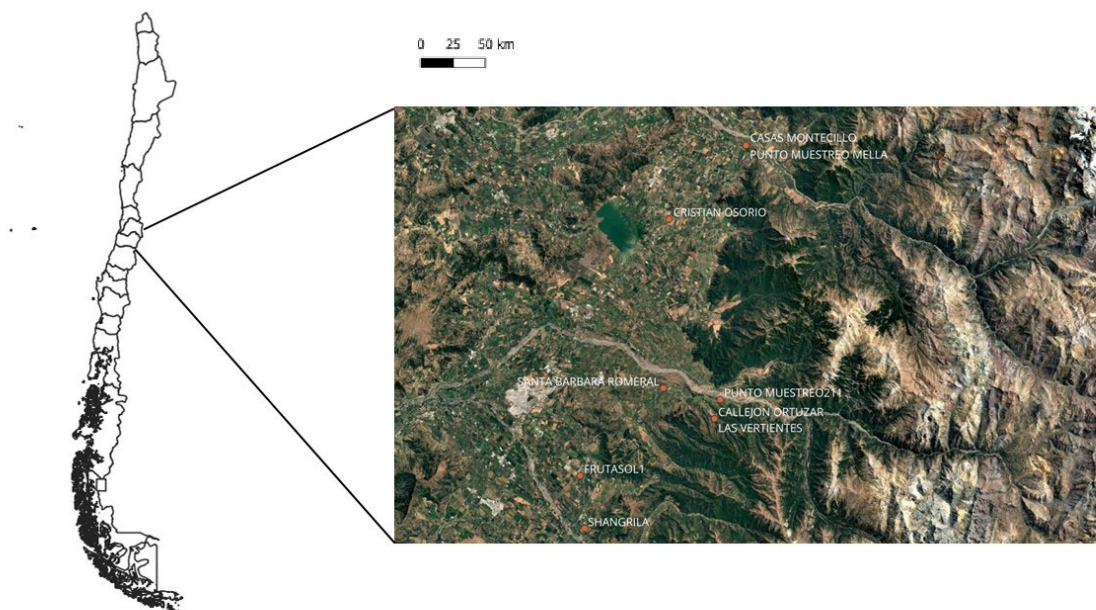 0 25 50 km
CASAS MONTECILLO
PUNTO MUESTREO MELLA
CRISTIAN OSORIO
SANTA BARBARA ROMERAL
PUNTO MUESTREO211
CALLEJON ORTUZAR
LAS VERTIENTES
FRUTASOL1
SHANGRILA